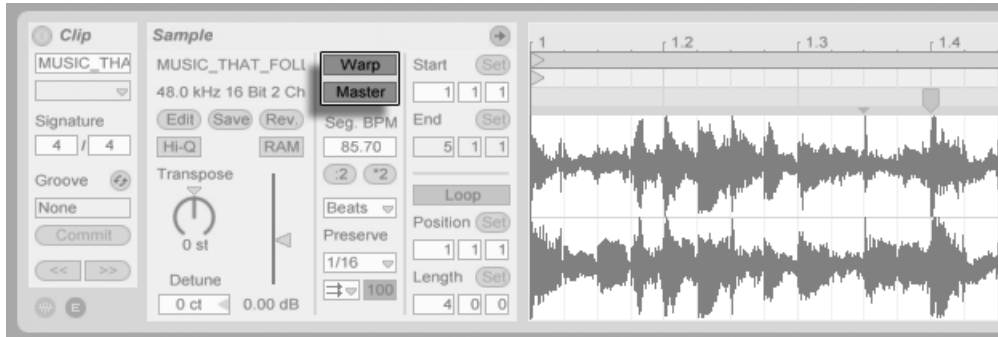 Clip
MUSIC_THA
Signature
4 / 4
Groove
None
Commit
<< >>
E
Sample
MUSIC_THAT_FOLL
48.0 kHz 16 Bit 2 Ch
Edit Save Rev.
Hi-Q RAM
Transpose
0 st
Detune
0 ct 0.00 dB
Warp
Master
Seg. BPM
85.70
:2 *2
Beats
Preserve
1/16
100
Start Set
1 1 1
End Set
5 1 1
Loop
Position Set
1 1 1
Length Set
4 0 0
1 1.2 1.3 1.4